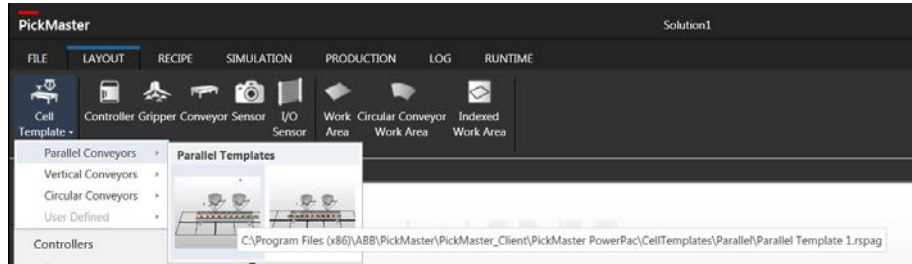 PickMaster Solution1
FILE LAYOUT RECIPE SIMULATION PRODUCTION LOG RUNTIME
Cell Template Controller Gripper Conveyor Sensor I/O Sensor Work Area Circular Conveyor Work Area Indexed Work Area
Parallel Conveyors Parallel Templates
Vertical Conveyors
Circular Conveyors
User Defined
Controllers
C:\Program Files (x86)\ABB\PickMaster\PickMaster_Client\PickMaster PowerPac\CellTemplates\Parallel\Parallel Template 1.rspag